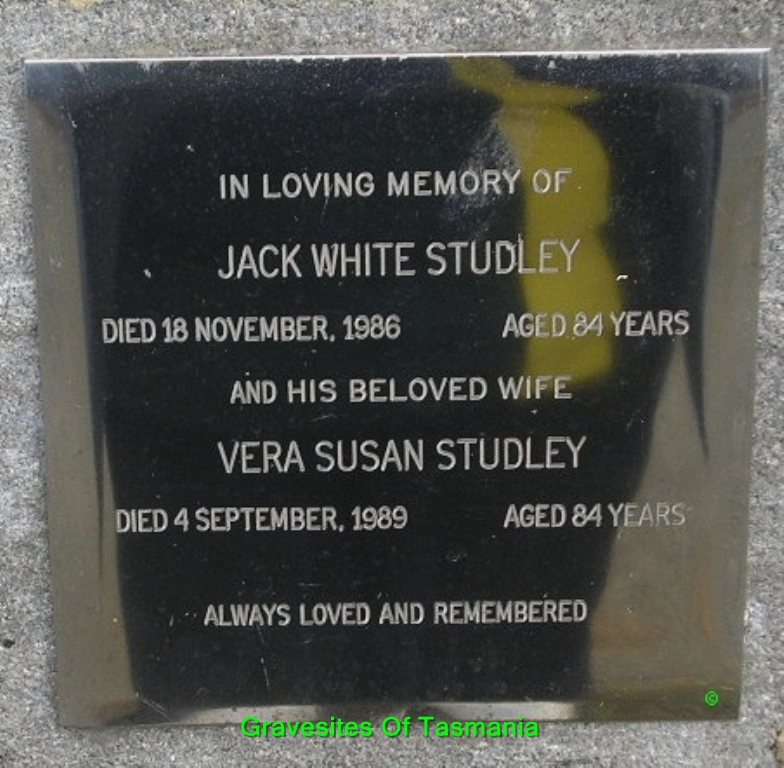 IN LOVING MEMORY OF
JACK WHITE STUDLEY
DIED 18 NOVEMBER, 1986 AGED 84 YEARS
AND HIS BELOVED WIFE
VERA SUSAN STUDLEY
DIED 4 SEPTEMBER, 1989 AGED 84 YEARS
ALWAYS LOVED AND REMEMBERED
©
Gravesites Of Tasmania